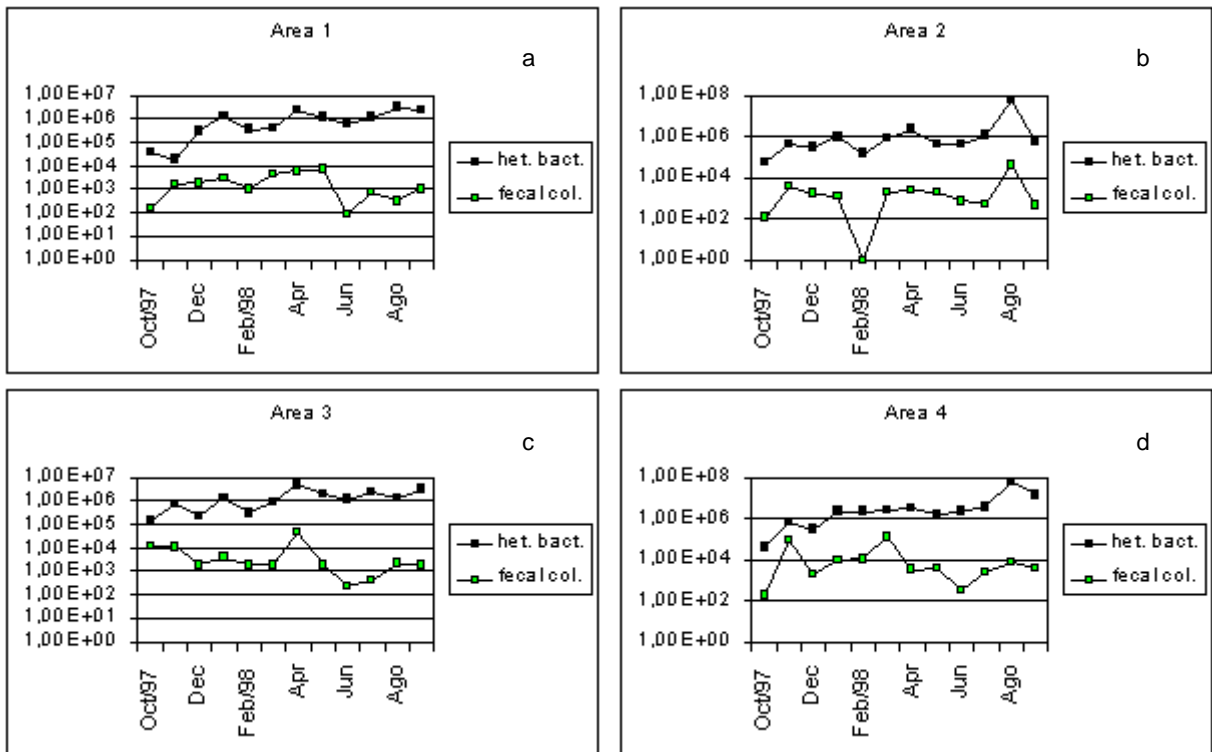 Area 1
a
1,00E+07
1,00E+06
1,00E+05
1,00E+04
1,00E+03
1,00E+02
1,00E+01
1,00E+00
Oct/97
Dec
Feb/98
Apr
Jun
Ago
het. bact.
fecal col.
Area 2
b
1,00E+08
1,00E+06
1,00E+04
1,00E+02
1,00E+00
Oct/97
Dec
Feb/98
Apr
Jun
Ago
het. bact.
fecal col.
Area 3
c
1,00E+07
1,00E+06
1,00E+05
1,00E+04
1,00E+03
1,00E+02
1,00E+01
1,00E+00
Oct/97
Dec
Feb/98
Apr
Jun
Ago
het. bact.
fecal col.
Area 4
d
1,00E+08
1,00E+06
1,00E+04
1,00E+02
1,00E+00
Oct/97
Dec
Feb/98
Apr
Jun
Ago
het. bact.
fecal col.